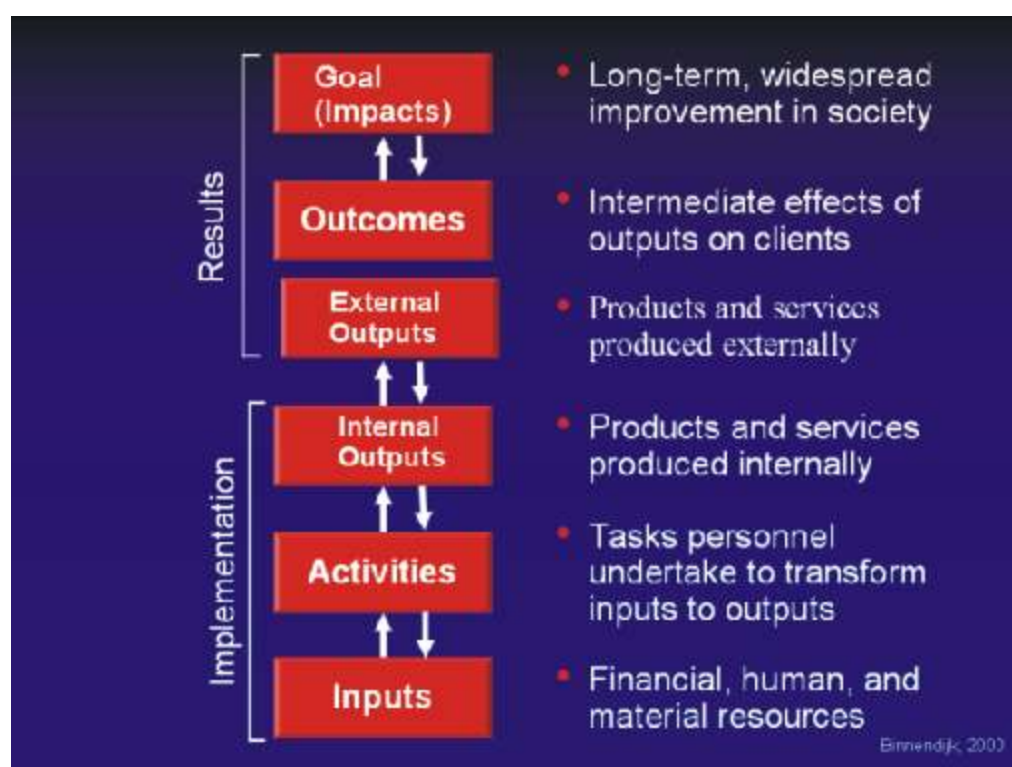 Results
Goal
(Impacts)
• Long-term, widespread
improvement in society
Outcomes
• Intermediate effects of
outputs on clients
External
Outputs
• Products and services
produced externally
Implementation
Internal
Outputs
• Products and services
produced internally
Activities
• Tasks personnel
undertake to transform
inputs to outputs
Inputs
• Financial, human, and
material resources
Binnendijk, 2000